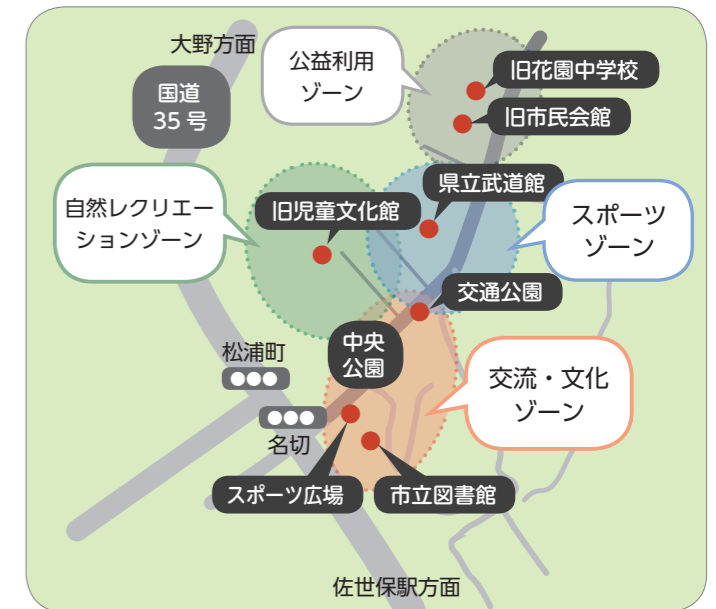 大野方面
国道
35 号
公益利用
ゾーン
旧花園中学校
旧市民会館
県立武道館
自然レクリエー
ションゾーン
旧児童文化館
スポーツ
ゾーン
交通公園
中央
公園
松浦町
交流・文化
ゾーン
名切
スポーツ広場
市立図書館
佐世保駅方面